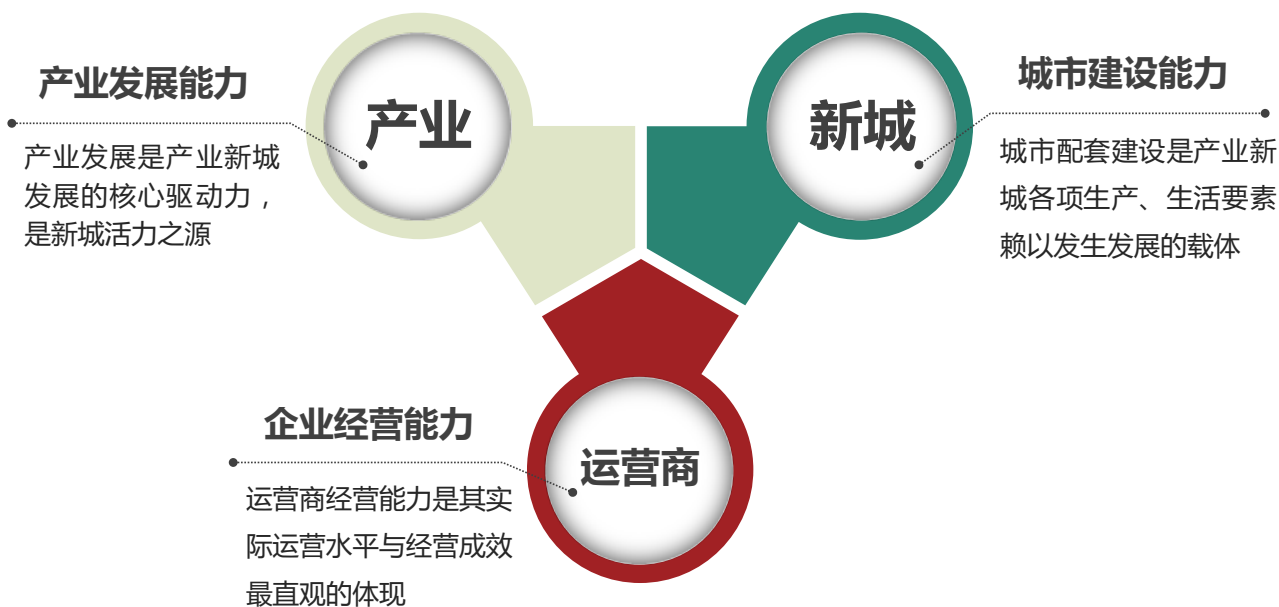 产业发展能力
产业
产业发展是产业新城
发展的核心驱动力，
是新城活力之源
新城
城市建设能力
城市配套建设是产业新
城各项生产、生活要素
赖以发生发展的载体
企业经营能力
运营商
运营商经营能力是其实
际运营水平与经营成效
最直观的体现